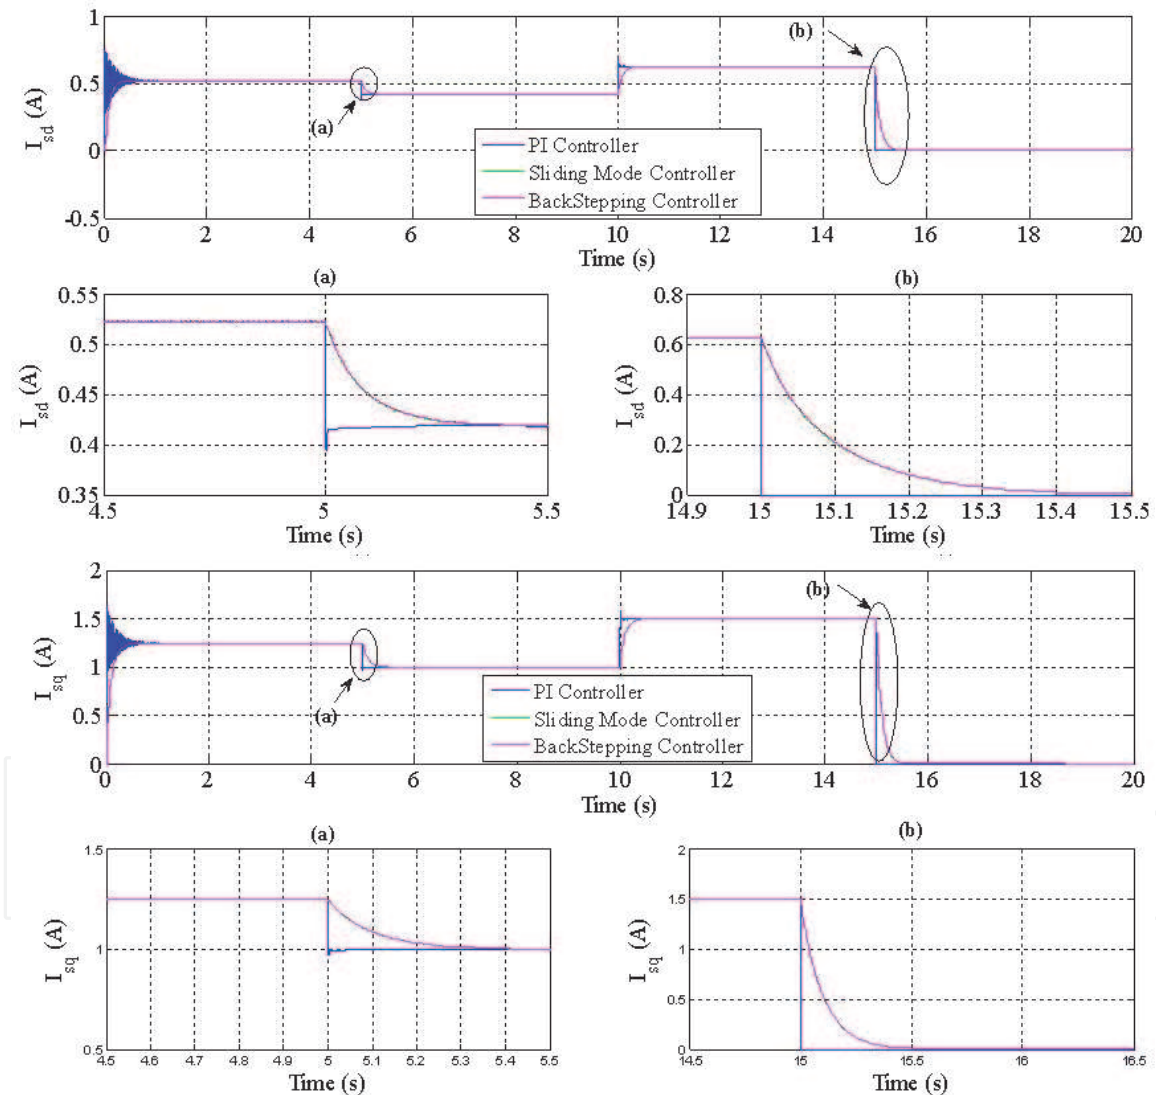 1
0.5
0
-0.5
I_sd (A)
(a)
(b)
PI Controller
Sliding Mode Controller
BackStepping Controller
0 2 4 6 8 10 12 14 16 18 20
Time (s)
(a)
0.55
0.5
0.45
0.4
0.35
I_sd (A)
4.5 5 5.5
Time (s)
(b)
0.8
0.6
0.4
0.2
0
I_sd (A)
14.9 15 15.1 15.2 15.3 15.4 15.5
Time (s)
2
1.5
1
0.5
0
I_sq (A)
(a)
(b)
PI Controller
Sliding Mode Controller
BackStepping Controller
0 2 4 6 8 10 12 14 16 18 20
Time (s)
(a)
1.5
1
0.5
I_sq (A)
4.5 4.6 4.7 4.8 4.9 5 5.1 5.2 5.3 5.4 5.5
Time (s)
(b)
2
1.5
1
0.5
0
I_sq (A)
14.5 15 15.5 16 16.5
Time (s)